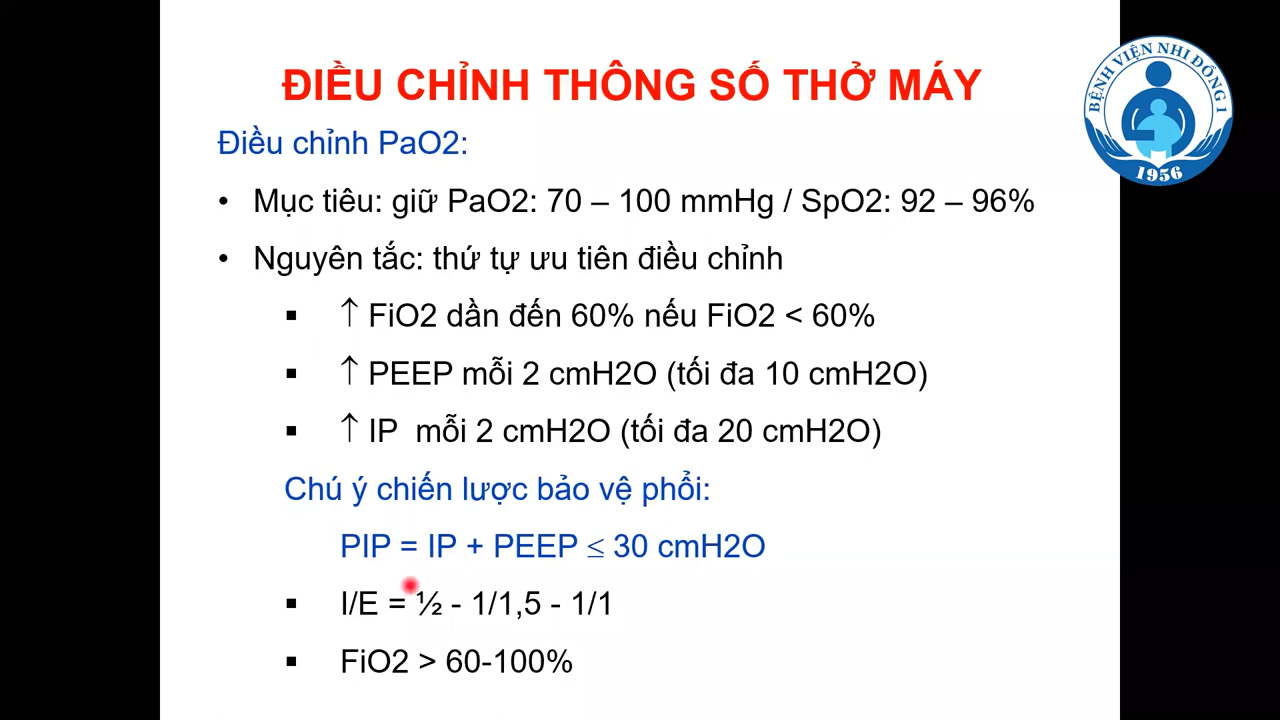 ĐIỀU CHỈNH THÔNG SỐ THỞ MÁY
BỆNH VIỆN NHI ĐỒNG 1
1956
Điều chỉnh PaO2:
• Mục tiêu: giữ PaO2: 70 – 100 mmHg / SpO2: 92 – 96%
• Nguyên tắc: thứ tự ưu tiên điều chỉnh
▪ ↑ FiO2 dần đến 60% nếu FiO2 < 60%
▪ ↑ PEEP mỗi 2 cmH2O (tối đa 10 cmH2O)
▪ ↑ IP mỗi 2 cmH2O (tối đa 20 cmH2O)
Chú ý chiến lược bảo vệ phổi:
PIP = IP + PEEP ≤ 30 cmH2O
▪ I/E = ½ - 1/1,5 - 1/1
▪ FiO2 > 60-100%